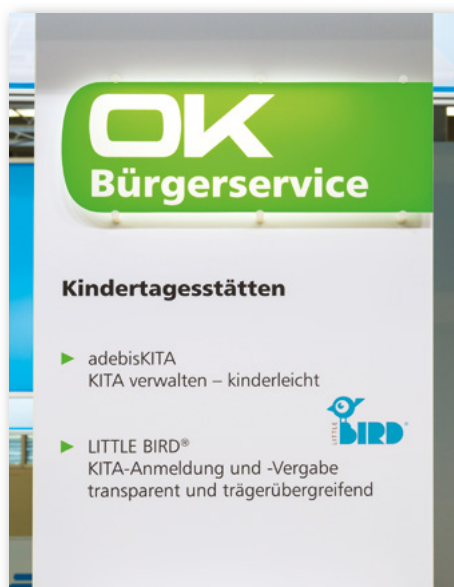 OK
Bürgerservice
Kindertagesstätten
adebisKITA
KITA verwalten – kinderleicht
LITTLE BIRD
LITTLE BIRD®
KITA-Anmeldung und -Vergabe
transparent und trägerübergreifend